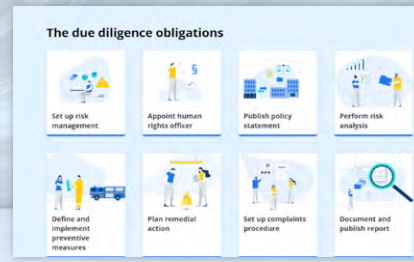 The due diligence obligations
Set up risk
management
Appoint human
rights officer
Publish policy
statement
Perform risk
analysis
Define and
implement
preventive
measures
Plan remedial
action
Set up complaints
procedure
Document and
publish report